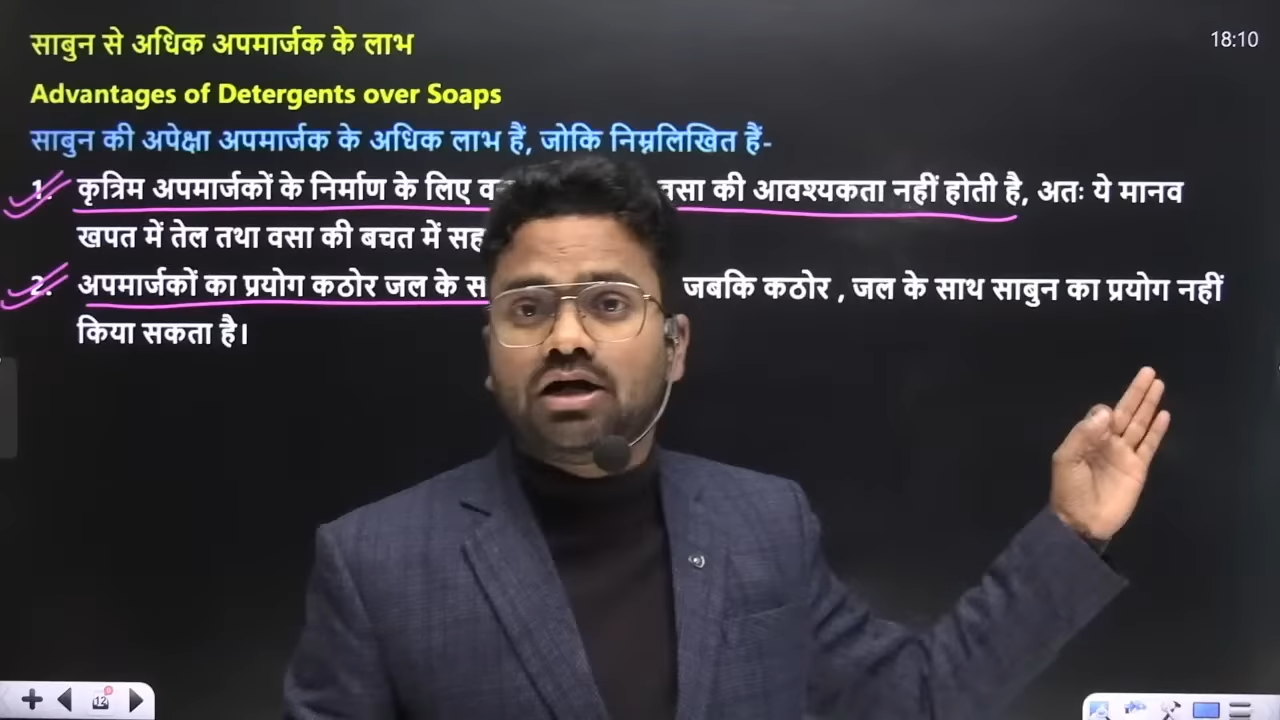 साबुन से अधिक अपमार्जक के लाभ
18:10
Advantages of Detergents over Soaps
साबुन की अपेक्षा अपमार्जक के अधिक लाभ हैं, जोकि निम्नलिखित हैं-
1. कृत्रिम अपमार्जकों के निर्माण के लिए वसा की आवश्यकता नहीं होती है, अतः ये मानव
खपत में तेल तथा वसा की बचत में
2. अपमार्जकों का प्रयोग कठोर जल के जबकि कठोर , जल के साथ साबुन का प्रयोग नहीं
किया सकता है।
12